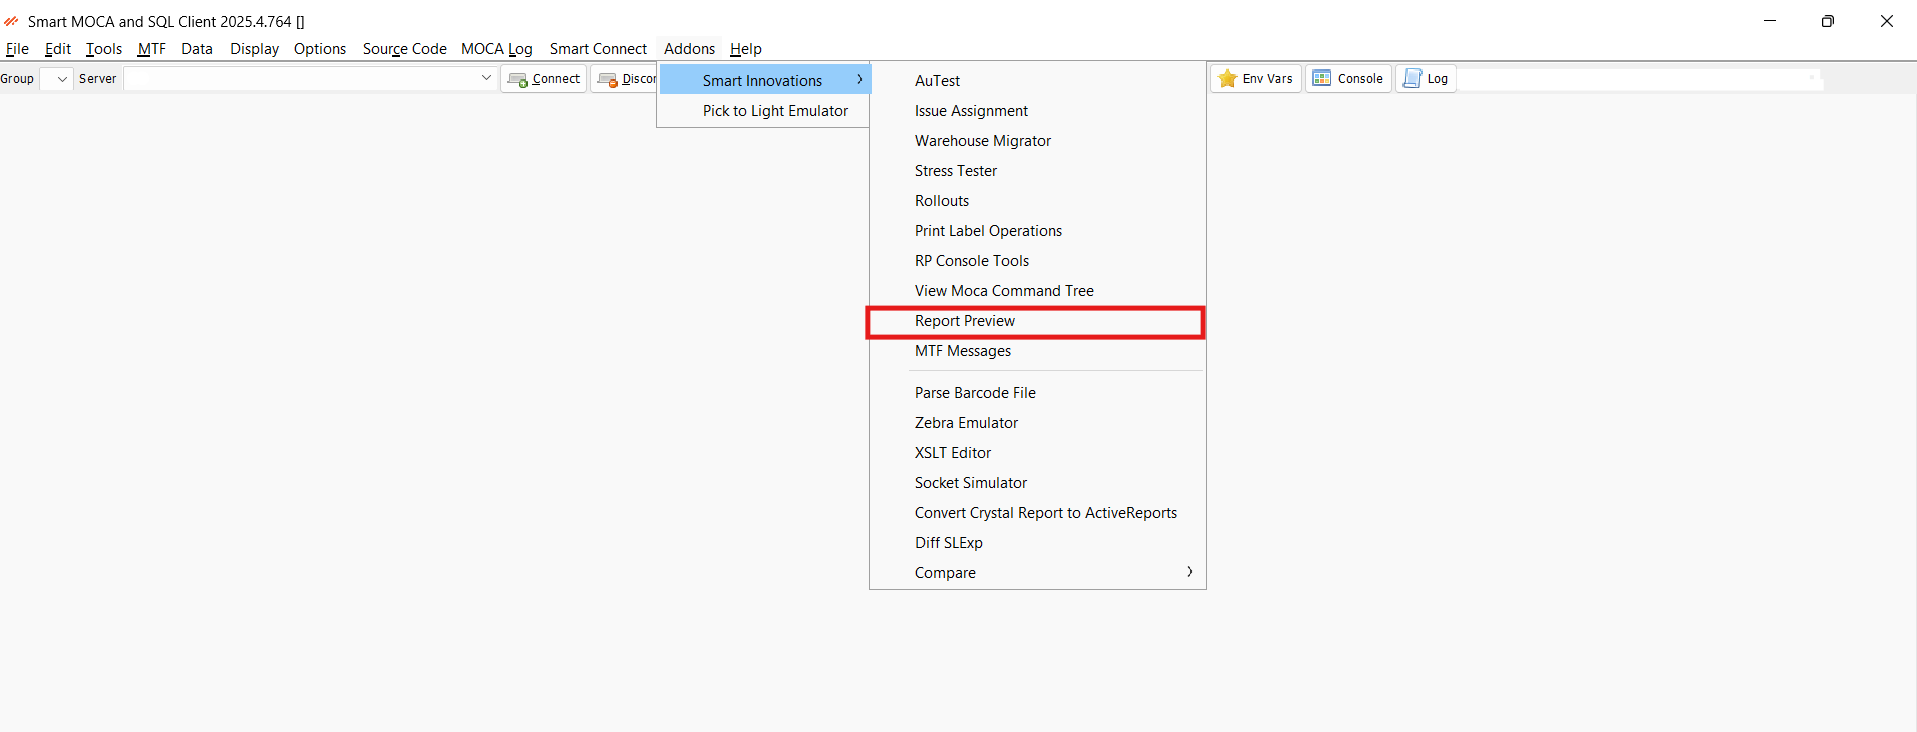 Smart MOCA and SQL Client 2025.4.764 []
File Edit Tools MTF Data Display Options Source Code MOCA Log Smart Connect Addons Help
Group Server Connect Discor Env Vars Console Log
Smart Innovations
Pick to Light Emulator
AuTest
Issue Assignment
Warehouse Migrator
Stress Tester
Rollouts
Print Label Operations
RP Console Tools
View Moca Command Tree
Report Preview
MTF Messages
Parse Barcode File
Zebra Emulator
XSLT Editor
Socket Simulator
Convert Crystal Report to ActiveReports
Diff SLExp
Compare